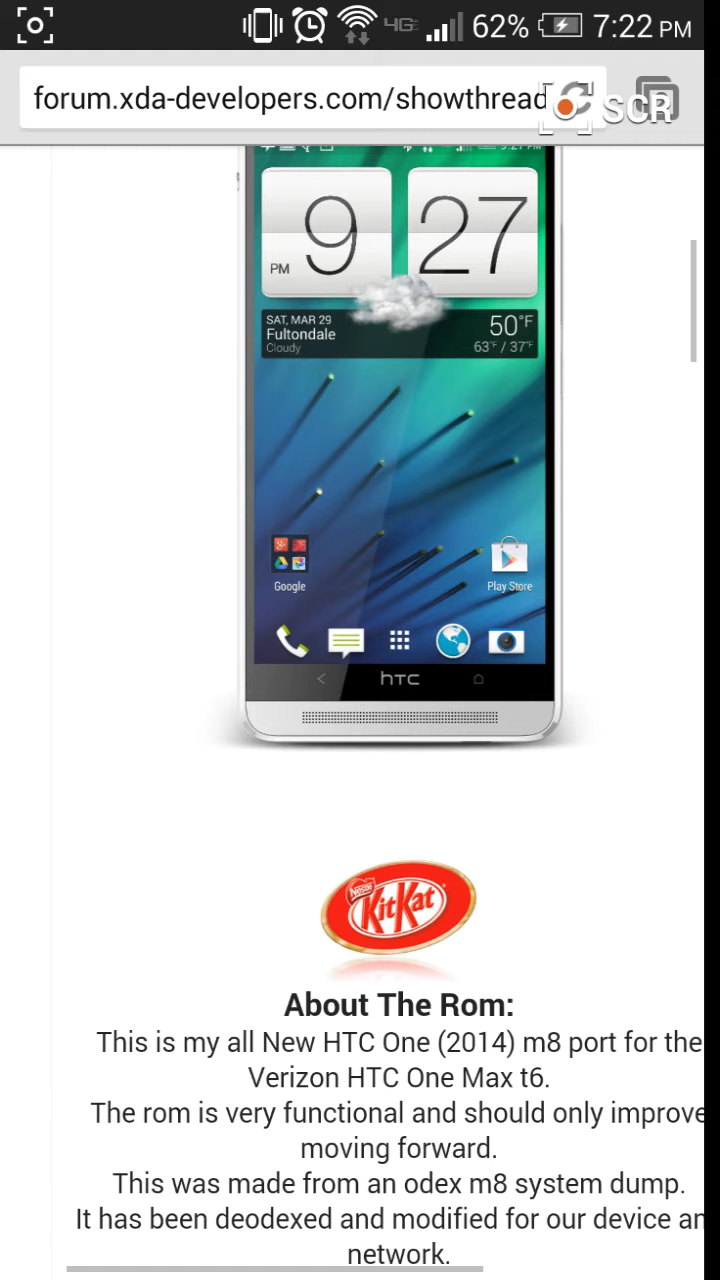 4G 62% 7:22 PM
forum.xda-developers.com/showthread
SCR
9:27 PM
PM 9 27
SAT, MAR 29
50°F
Fultondale
Cloudy
63°F / 37°F
Google
Play Store
hTC
Nestle
KitKat
About The Rom:
This is my all New HTC One (2014) m8 port for the
Verizon HTC One Max t6.
The rom is very functional and should only improve
moving forward.
This was made from an odex m8 system dump.
It has been deodexed and modified for our device an
network.